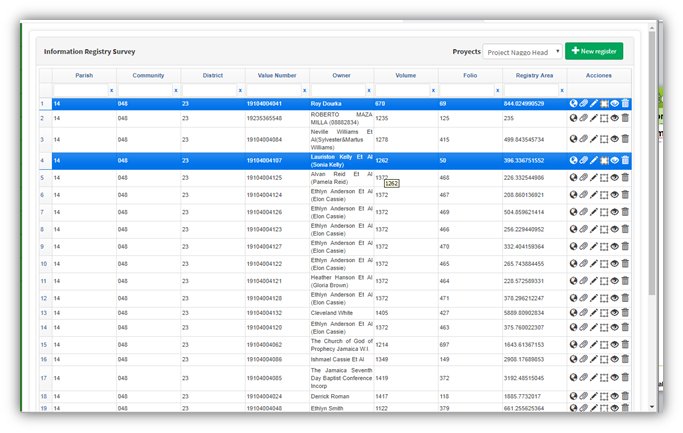 Information Registry Survey
Proyects Project Naggo Head + New register
Parish Community District Value Number Owner Volume Folio Registry Area Acciones
x x x x x x x x
1 14 048 23 19104004041 Roy Dourka 670 69 844.024990529
2 14 048 23 19235365548 ROBERTO MAZA MILLA (08882834) 1235 125 235
3 14 048 23 19104004084 Neville Williams Et Al(Sylvester&Martus Williams) 1278 415 499.843545734
4 14 048 23 19104004107 Lauriston Kelly Et Al (Sonia Kelly) 1262 50 396.336751552
5 14 048 23 19104004125 Alvan Reid Et Al (Pamela Reid) 1372 468 226.332544986
1262
6 14 048 23 19104004124 Ethlyn Anderson Et Al (Elon Cassie) 1372 467 208.860136921
7 14 048 23 19104004126 Ethlyn Anderson Et Al (Elon Cassie) 1372 469 504.859621414
8 14 048 23 19104004123 Ethlyn Anderson Et Al (Elon Cassie) 1372 466 256.229440952
9 14 048 23 19104004127 Ethlyn Anderson Et Al (Elon Cassie) 1372 470 332.404159364
10 14 048 23 19104004122 Ethlyn Anderson Et Al (Elon Cassie) 1372 465 265.743884455
11 14 048 23 19104004121 Heather Hanson Et Al (Gloria Brown) 1372 464 228.572589331
12 14 048 23 19104004128 Ethlyn Anderson Et Al (Elon Cassie) 1372 471 378.296212247
13 14 048 23 19104004132 Cleveland White 1405 427 5889.80902834
14 14 048 23 19104004120 Ethlyn Anderson Et Al (Elon Cassie) 1372 463 375.760022307
15 14 048 23 19104004062 The Church of God of Prophecy Jamaica W.I. 1214 697 1643.61367153
16 14 048 23 19104004086 Ishmael Cassie Et Al 1349 149 2908.17689853
17 14 048 23 19104004085 The Jamaica Seventh Day Baptist Conference Incorp 1419 372 3192.48515045
18 14 048 23 19104004024 Derrick Roman 1417 118 1885.7732017
19 14 048 23 19104004048 Ethlyn Smith 1122 379 661.255625364